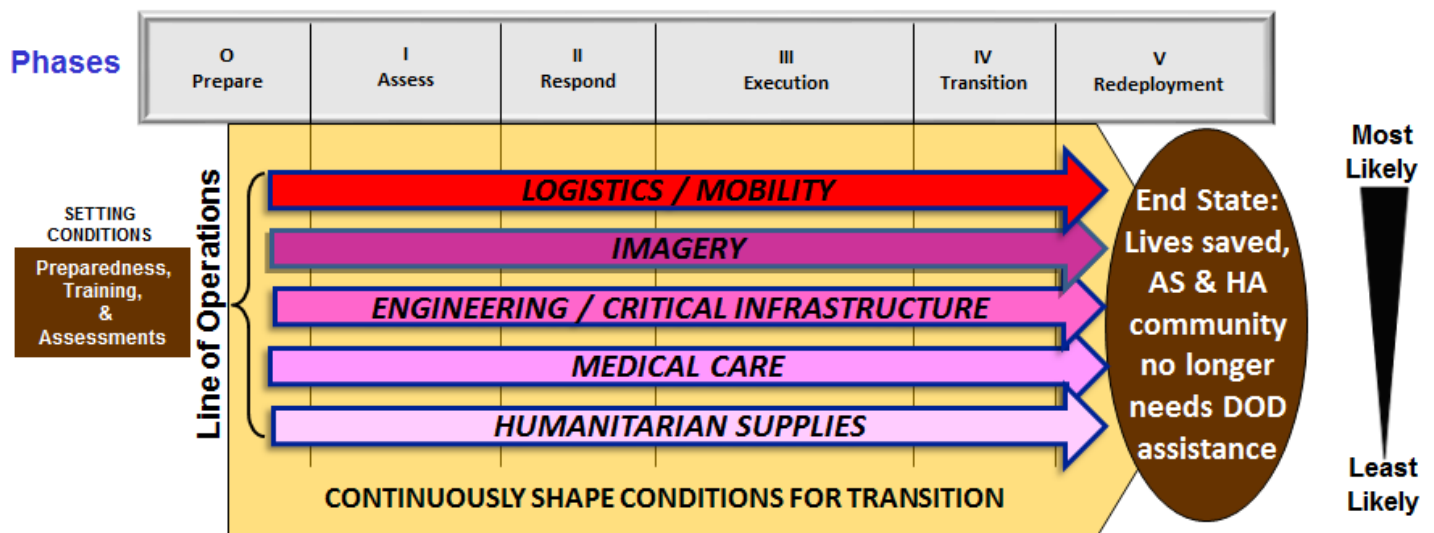 Phases
O
Prepare
I
Assess
II
Respond
III
Execution
IV
Transition
V
Redeployment
SETTING
CONDITIONS
Preparedness,
Training,
&
Assessments
Line of Operations
LOGISTICS / MOBILITY
IMAGERY
ENGINEERING / CRITICAL INFRASTRUCTURE
MEDICAL CARE
HUMANITARIAN SUPPLIES
CONTINUOUSLY SHAPE CONDITIONS FOR TRANSITION
End State:
Lives saved,
AS & HA
community
no longer
needs DOD
assistance
Most
Likely
Least
Likely